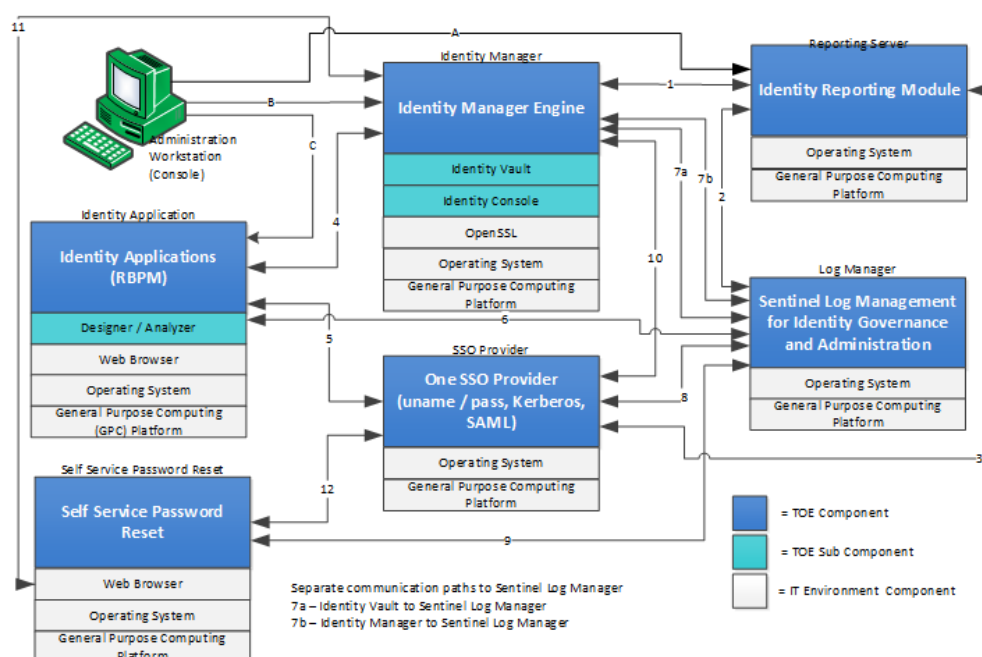 11
A
Identity Manager
Reporting Server
Identity Manager Engine
1
Identity Reporting Module
B
Administration
Workstation
(Console)
C
Operating System
General Purpose Computing
Platform
Identity Vault
Identity Console
OpenSSL
Operating System
General Purpose Computing
Platform
7a
7b
2
4
10
Identity Application
Identity Applications
(RBPM)
Designer / Analyzer
Web Browser
Operating System
General Purpose Computing
(GPC) Platform
6
5
Log Manager
Sentinel Log Management
for Identity Governance
and Administration
Operating System
General Purpose Computing
Platform
SSO Provider
One SSO Provider
(uname / pass, Kerberos,
SAML)
Operating System
General Purpose Computing
Platform
8
3
12
Self Service Password Reset
Self Service Password
Reset
Web Browser
Operating System
General Purpose Computing
Platform
9
Separate communication paths to Sentinel Log Manager
7a – Identity Vault to Sentinel Log Manager
7b – Identity Manager to Sentinel Log Manager
= TOE Component
= TOE Sub Component
= IT Environment Component